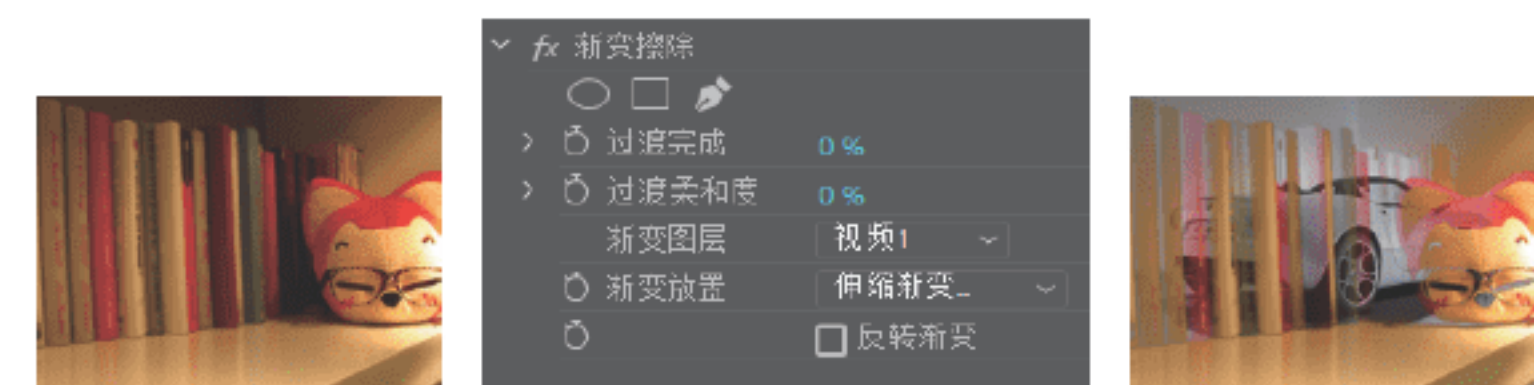 fx 渐变擦除
过渡完成 0 %
过渡柔和度 0 %
渐变图层 视频1
渐变放置 伸缩渐变...
反转渐变